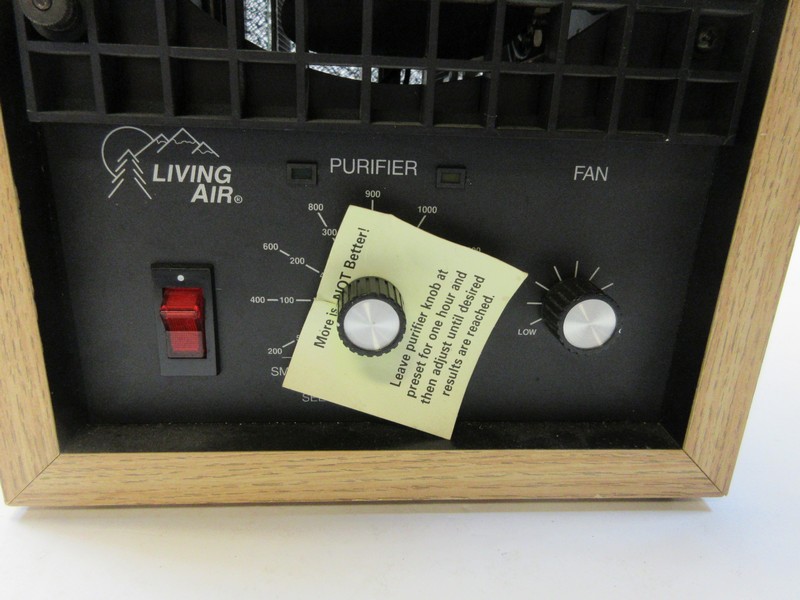 LIVING
AIR®
PURIFIER
FAN
900
800
1000
300
600
200
400
100
200
LOW
More is NOT Better!
Leave purifier knob at
preset for one hour and
then adjust until desired
results are reached.